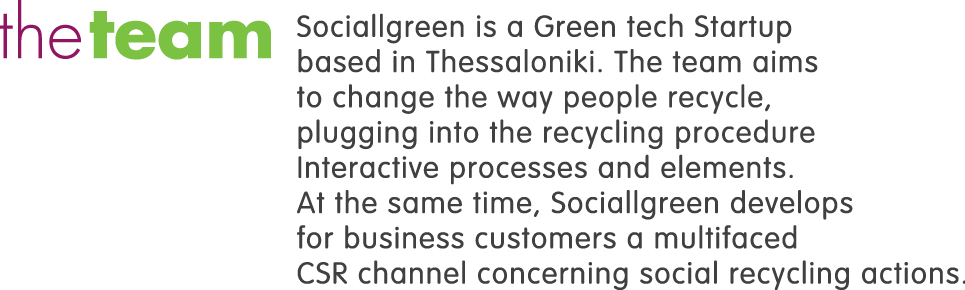 the team
Sociallgreen is a Green tech Startup
based in Thessaloniki. The team aims
to change the way people recycle,
plugging into the recycling procedure
Interactive processes and elements.
At the same time, Sociallgreen develops
for business customers a multifaced
CSR channel concerning social recycling actions.